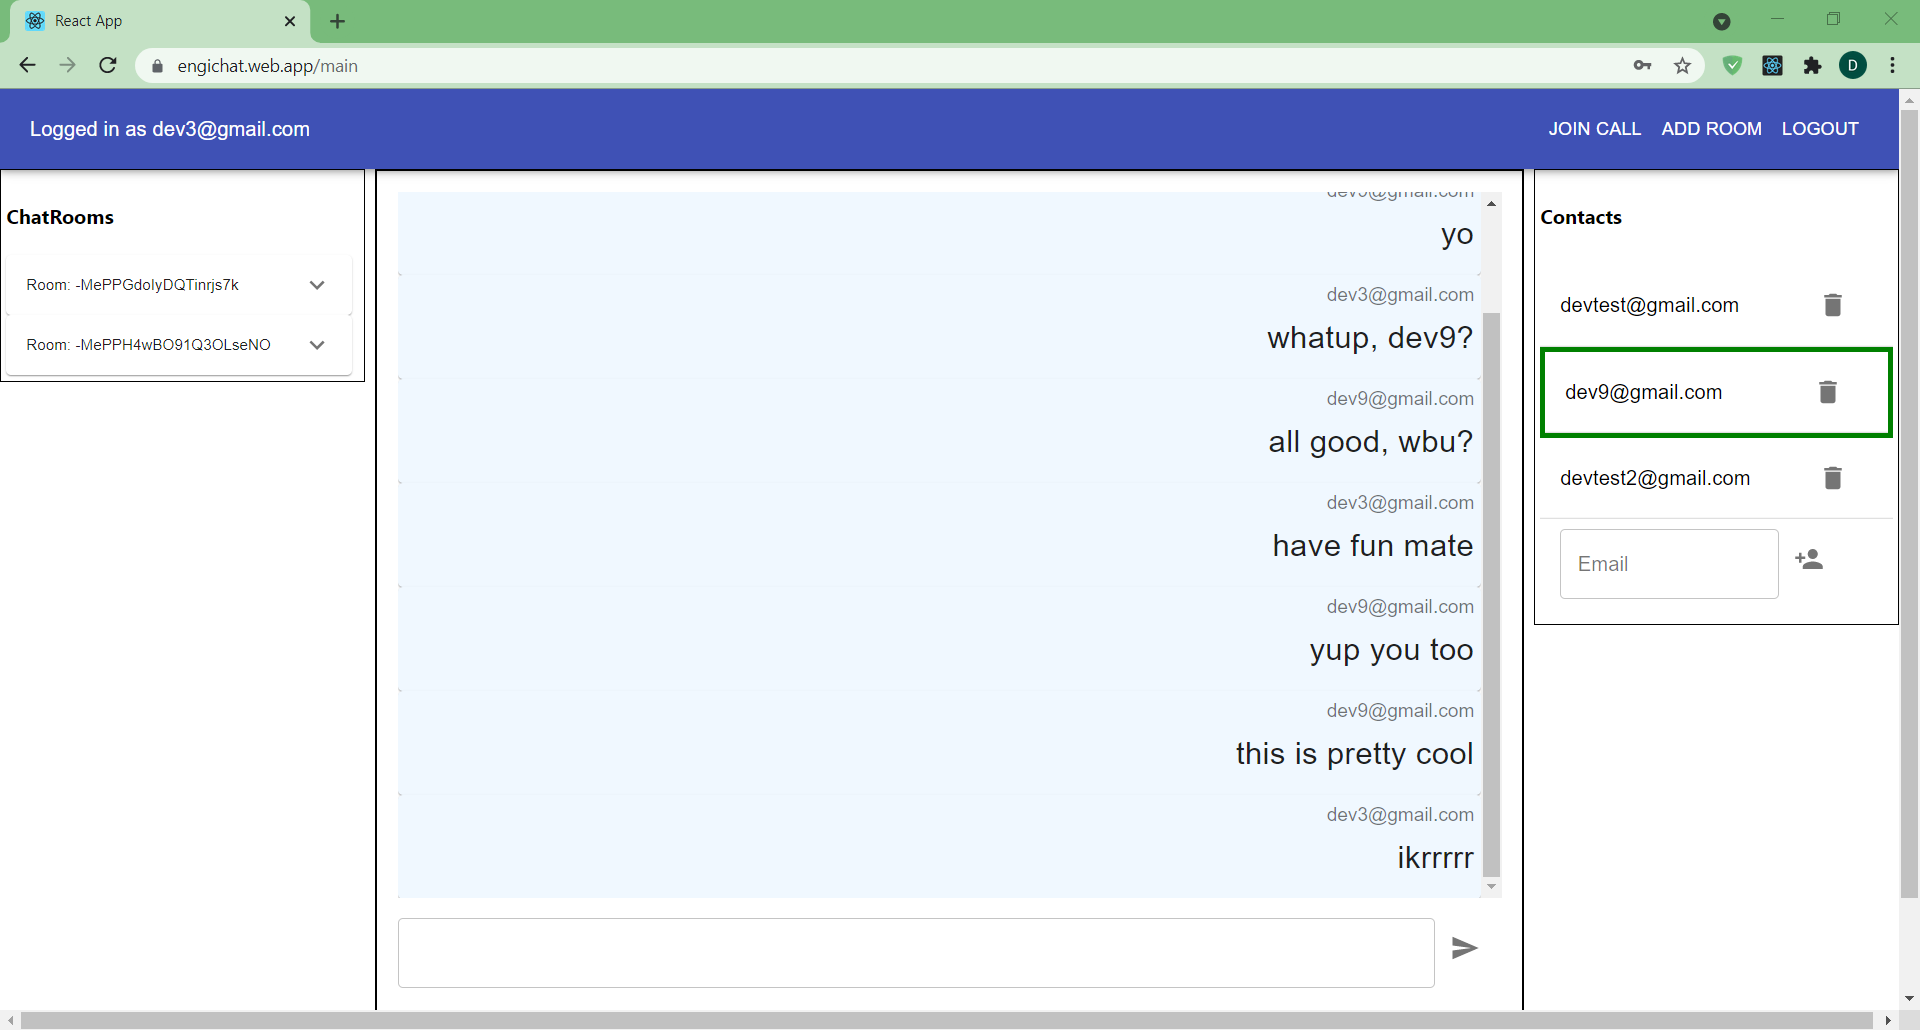 React App
engichat.web.app/main
D
Logged in as dev3@gmail.com
JOIN CALL ADD ROOM LOGOUT
ChatRooms
Room: -MePPGdolyDQTinrjs7k
Room: -MePPH4wBO91Q3OLseNO
dev9@gmail.com
yo
dev3@gmail.com
whatup, dev9?
dev9@gmail.com
all good, wbu?
dev3@gmail.com
have fun mate
dev9@gmail.com
yup you too
dev9@gmail.com
this is pretty cool
dev3@gmail.com
ikrrrrr
Contacts
devtest@gmail.com
dev9@gmail.com
devtest2@gmail.com
Email